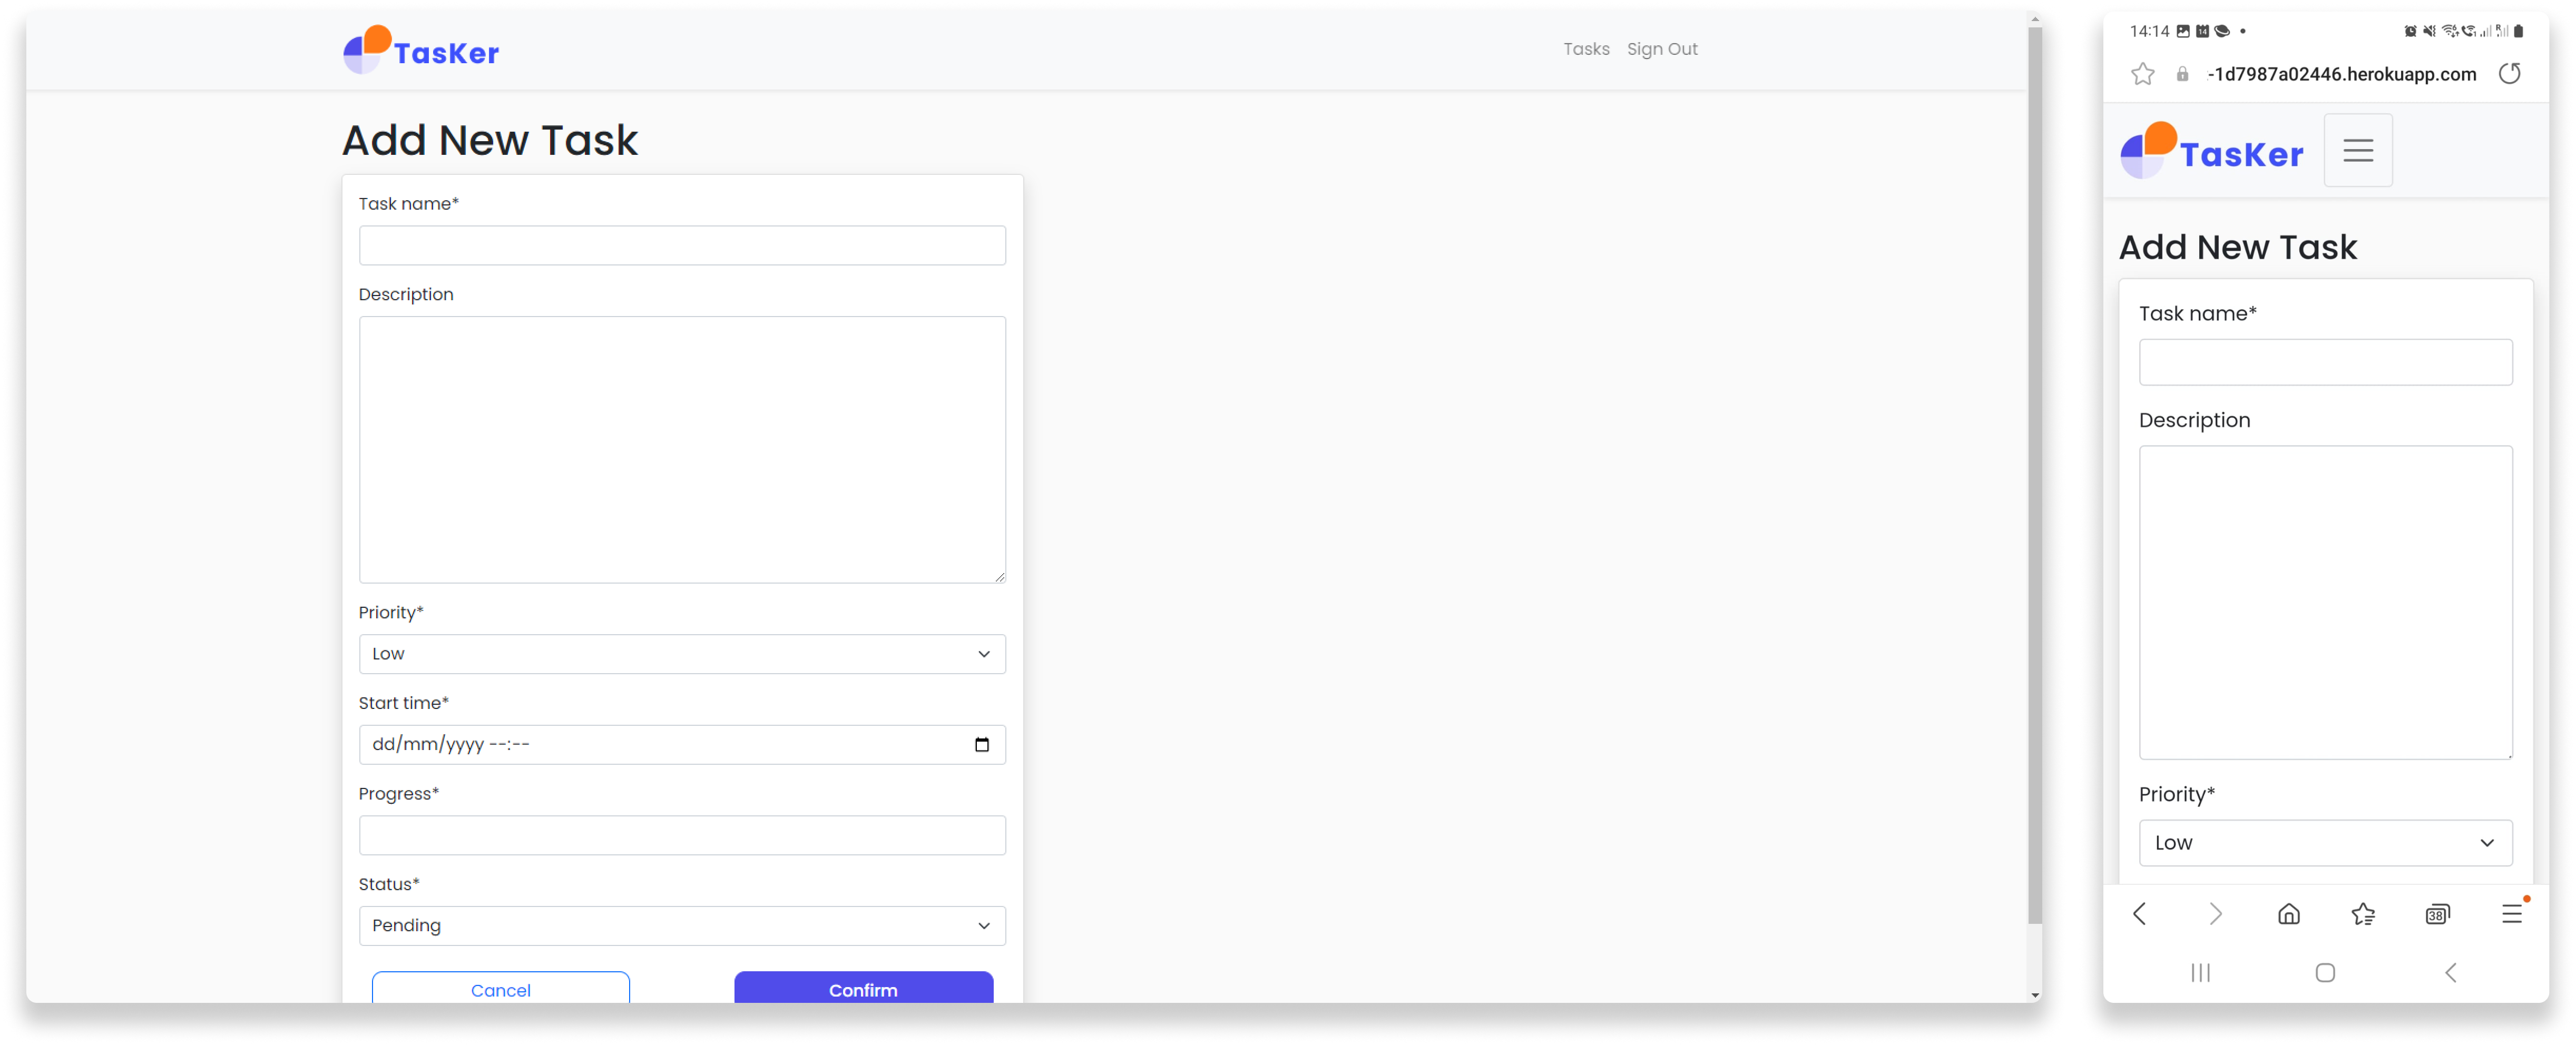 TasKer
Tasks Sign Out
Add New Task
Task name*
Description
Priority*
Low
Start time*
dd/mm/yyyy --:--
Progress*
Status*
Pending
Cancel Confirm
14:14 14
-1d7987a02446.herokuapp.com
TasKer
Add New Task
Task name*
Description
Priority*
Low
38